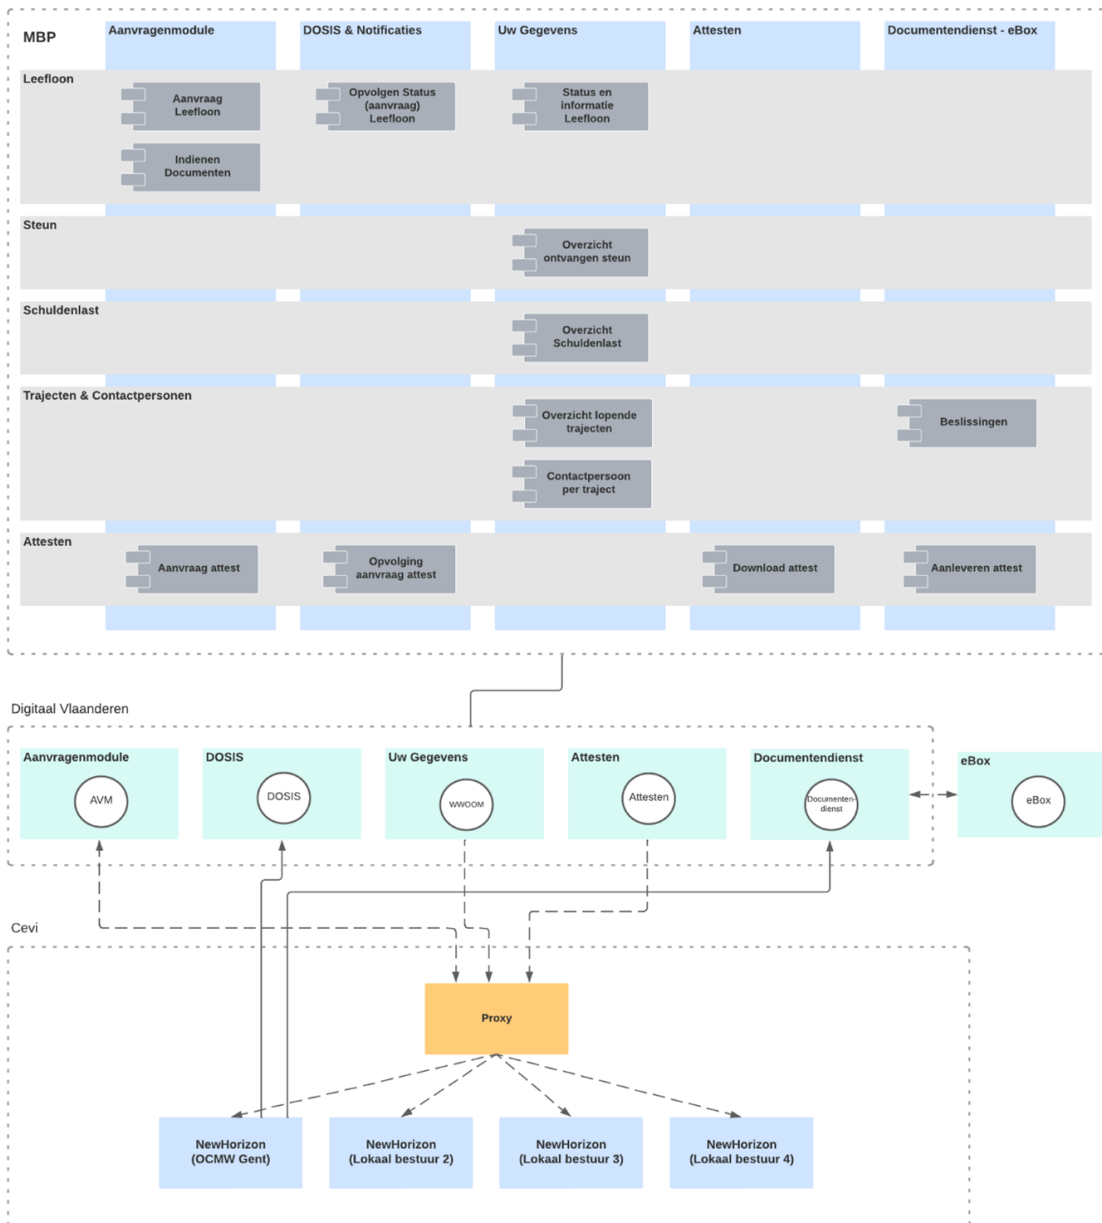 MBP
Aanvragenmodule
DOSIS & Notificaties
Uw Gegevens
Attesten
Documentendienst - eBox
Leefloon
Aanvraag
Leefloon
Opvolgen Status
(aanvraag)
Leefloon
Status en
informatie
Leefloon
Indienen
Documenten
Steun
Overzicht
ontvangen steun
Schuldenlast
Overzicht
Schuldenlast
Trajecten & Contactpersonen
Overzicht lopende
trajecten
Beslissingen
Contactpersoon
per traject
Attesten
Aanvraag attest
Opvolging
aanvraag attest
Download attest
Aanleveren attest
Digitaal Vlaanderen
Aanvragenmodule
AVM
DOSIS
DOSIS
Uw Gegevens
WWOOM
Attesten
Attesten
Documentendienst
Documenten-
dienst
eBox
eBox
Cevi
Proxy
NewHorizon
(OCMW Gent)
NewHorizon
(Lokaal bestuur 2)
NewHorizon
(Lokaal bestuur 3)
NewHorizon
(Lokaal bestuur 4)